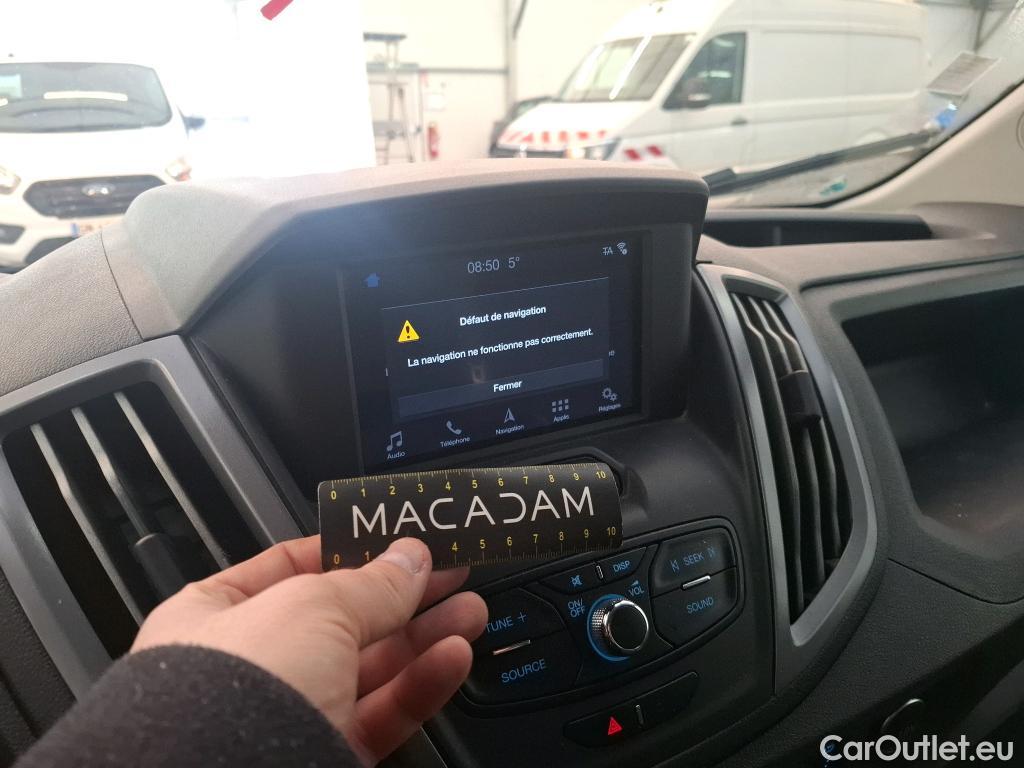 08:50 5° TA
Défaut de navigation
La navigation ne fonctionne pas correctement.
Fermer
Audio Téléphone Navigation Applis Réglages
0 1 2 3 4 5 6 7 8 9 10
MACADAM
0 1 4 5 6 7 8 9 10
DISP
SEEK
ON/OFF
VOL
TUNE +
SOUND
SOURCE
Ford
CarOutlet.eu